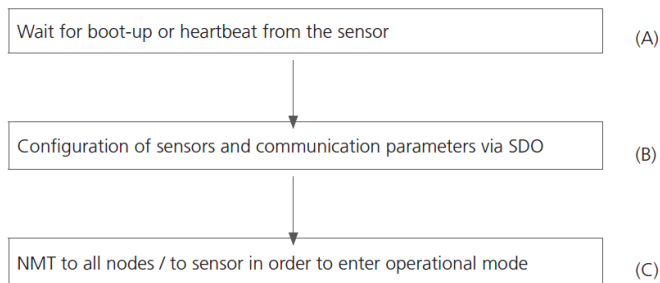 Wait for boot-up or heartbeat from the sensor
(A)
Configuration of sensors and communication parameters via SDO
(B)
NMT to all nodes / to sensor in order to enter operational mode
(C)